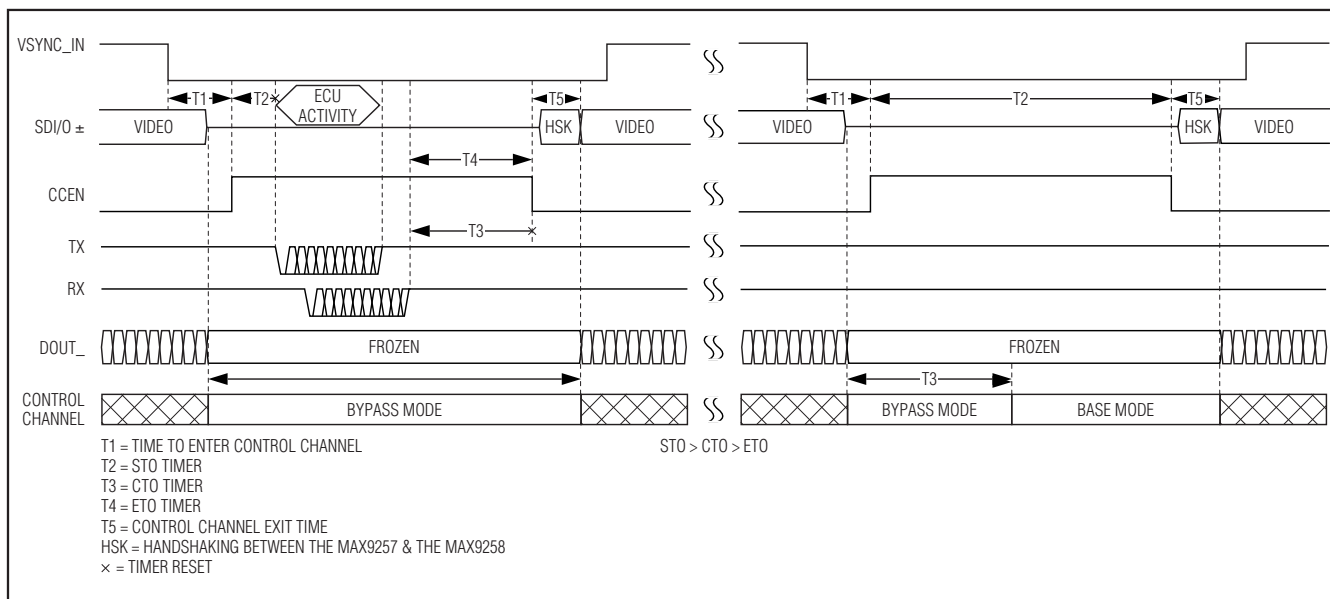 VSYNC_IN
T1 T2 × ECU ACTIVITY T5 T1 T2 T5
SDI/O ± VIDEO HSK VIDEO VIDEO HSK VIDEO
T4
CCEN
T3 ×
TX
RX
DOUT_ FROZEN FROZEN
T3
CONTROL CHANNEL BYPASS MODE BYPASS MODE BASE MODE
T1 = TIME TO ENTER CONTROL CHANNEL STO > CTO > ETO
T2 = STO TIMER
T3 = CTO TIMER
T4 = ETO TIMER
T5 = CONTROL CHANNEL EXIT TIME
HSK = HANDSHAKING BETWEEN THE MAX9257 & THE MAX9258
× = TIMER RESET